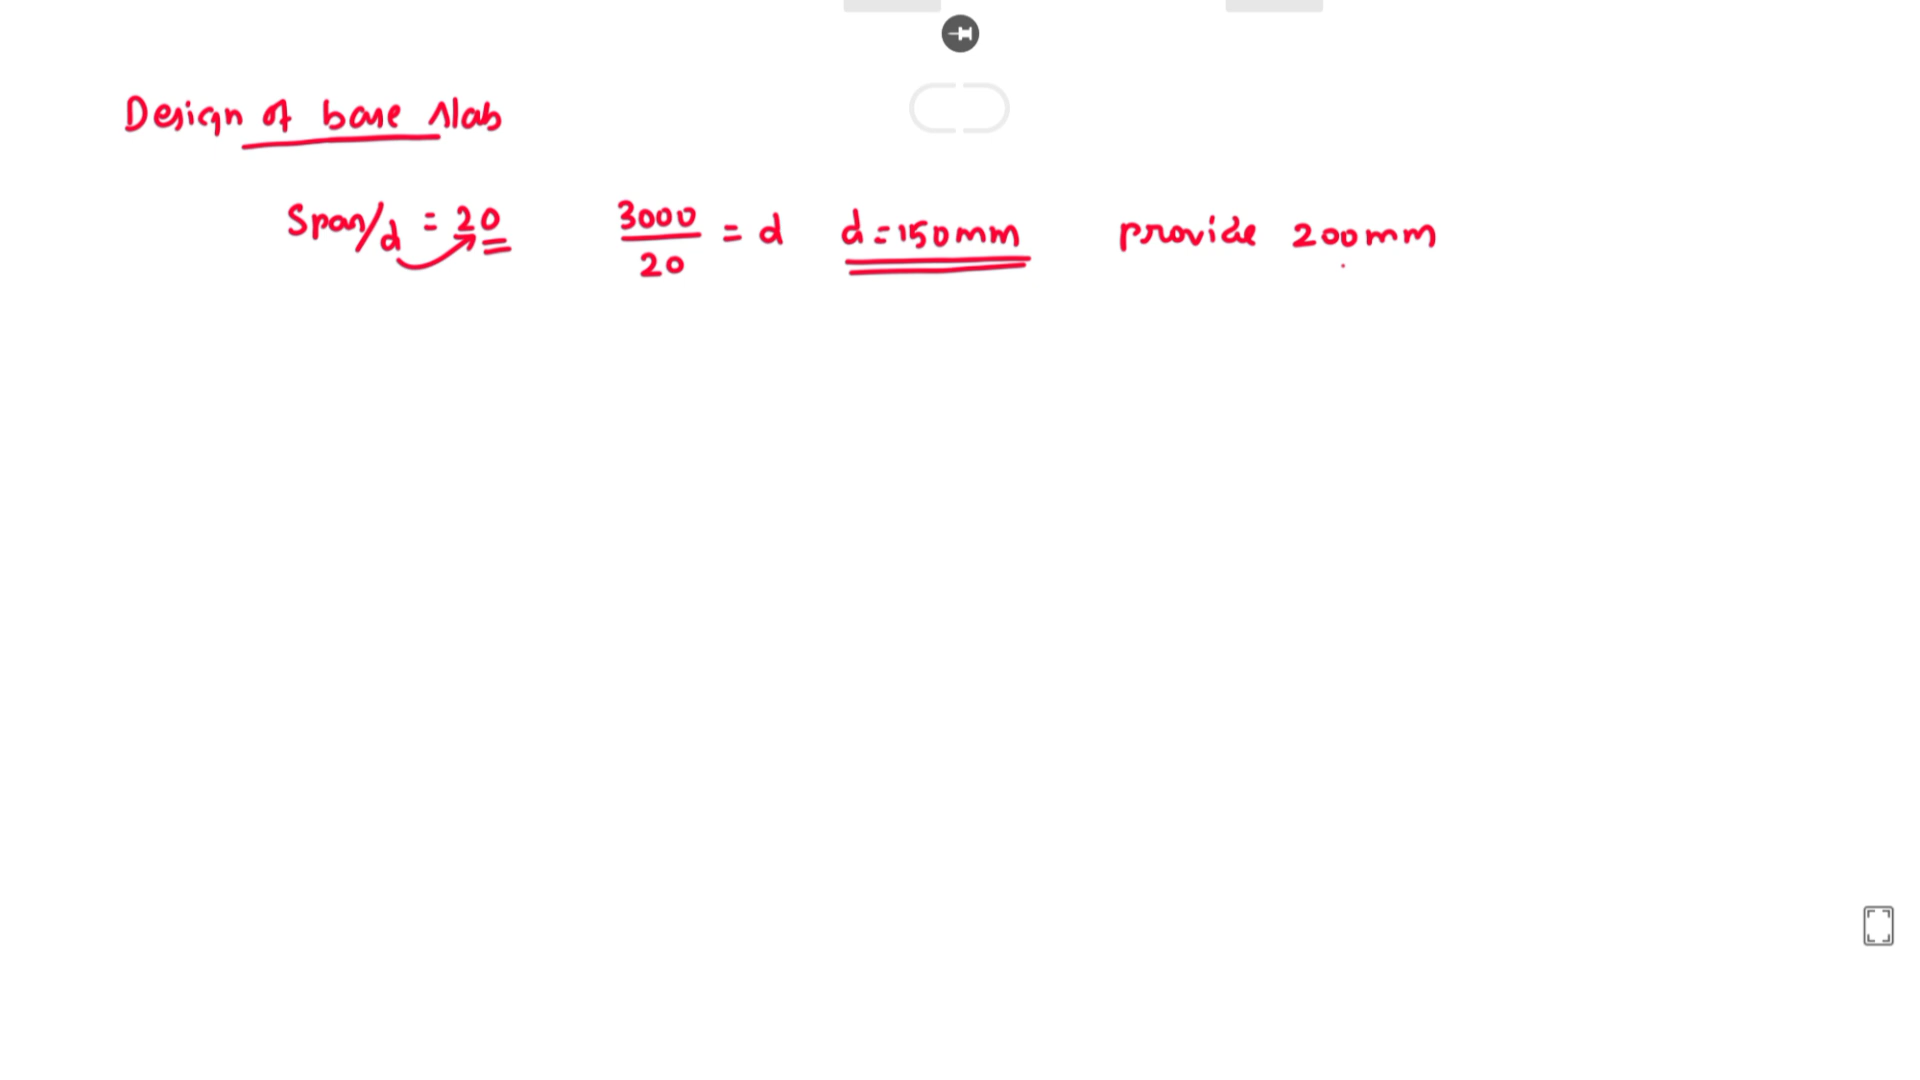 Design of base slab
Span/d = 20 3000/20 = d d = 150mm provide 200mm